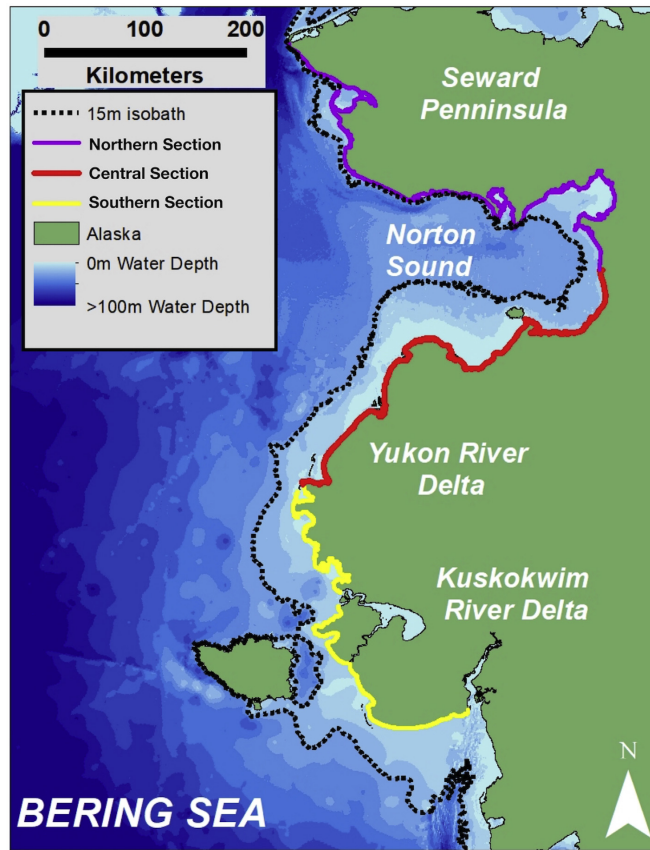 0 100 200
Kilometers
15m isobath
Northern Section
Central Section
Southern Section
Alaska
0m Water Depth
>100m Water Depth
Seward
Penninsula
Norton
Sound
Yukon River
Delta
Kuskokwim
River Delta
N
BERING SEA